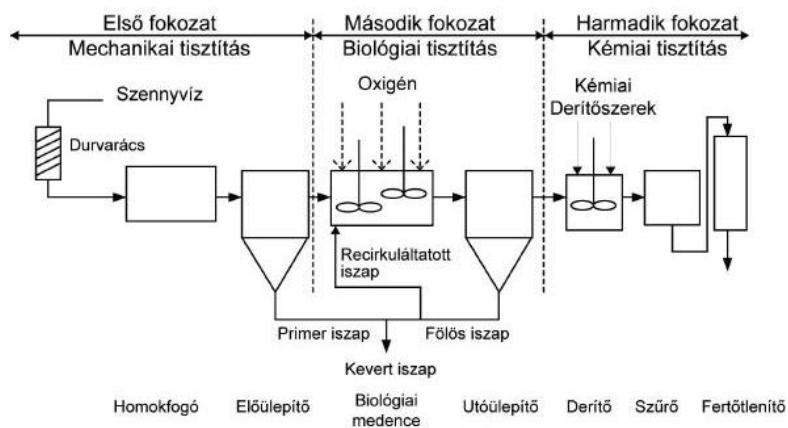 Első fokozat
Mechanikai tisztítás
Második fokozat
Biológiai tisztítás
Harmadik fokozat
Kémiai tisztítás
Szennyvíz
Durvarács
Oxigén
Kémiai
Derítőszerek
Recirkuláltatott
iszap
Primer iszap
Fölös iszap
Kevert iszap
Homokfogó
Előülepítő
Biológiai
medence
Utóülepítő
Derítő
Szűrő
Fertőtlenítő